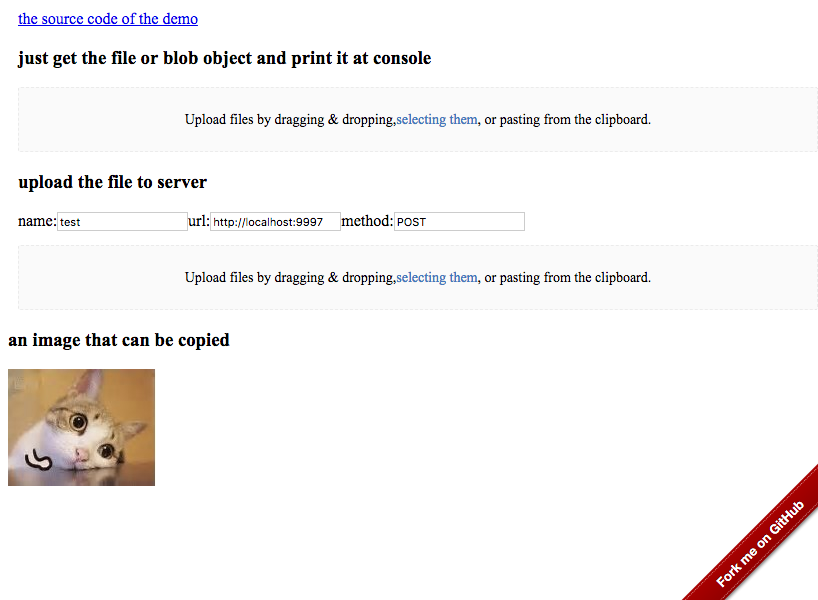 the source code of the demo
just get the file or blob object and print it at console
Upload files by dragging & dropping,selecting them, or pasting from the clipboard.
upload the file to server
name:test url:http://localhost:9997 method:POST
Upload files by dragging & dropping,selecting them, or pasting from the clipboard.
an image that can be copied
Fork me on GitHub